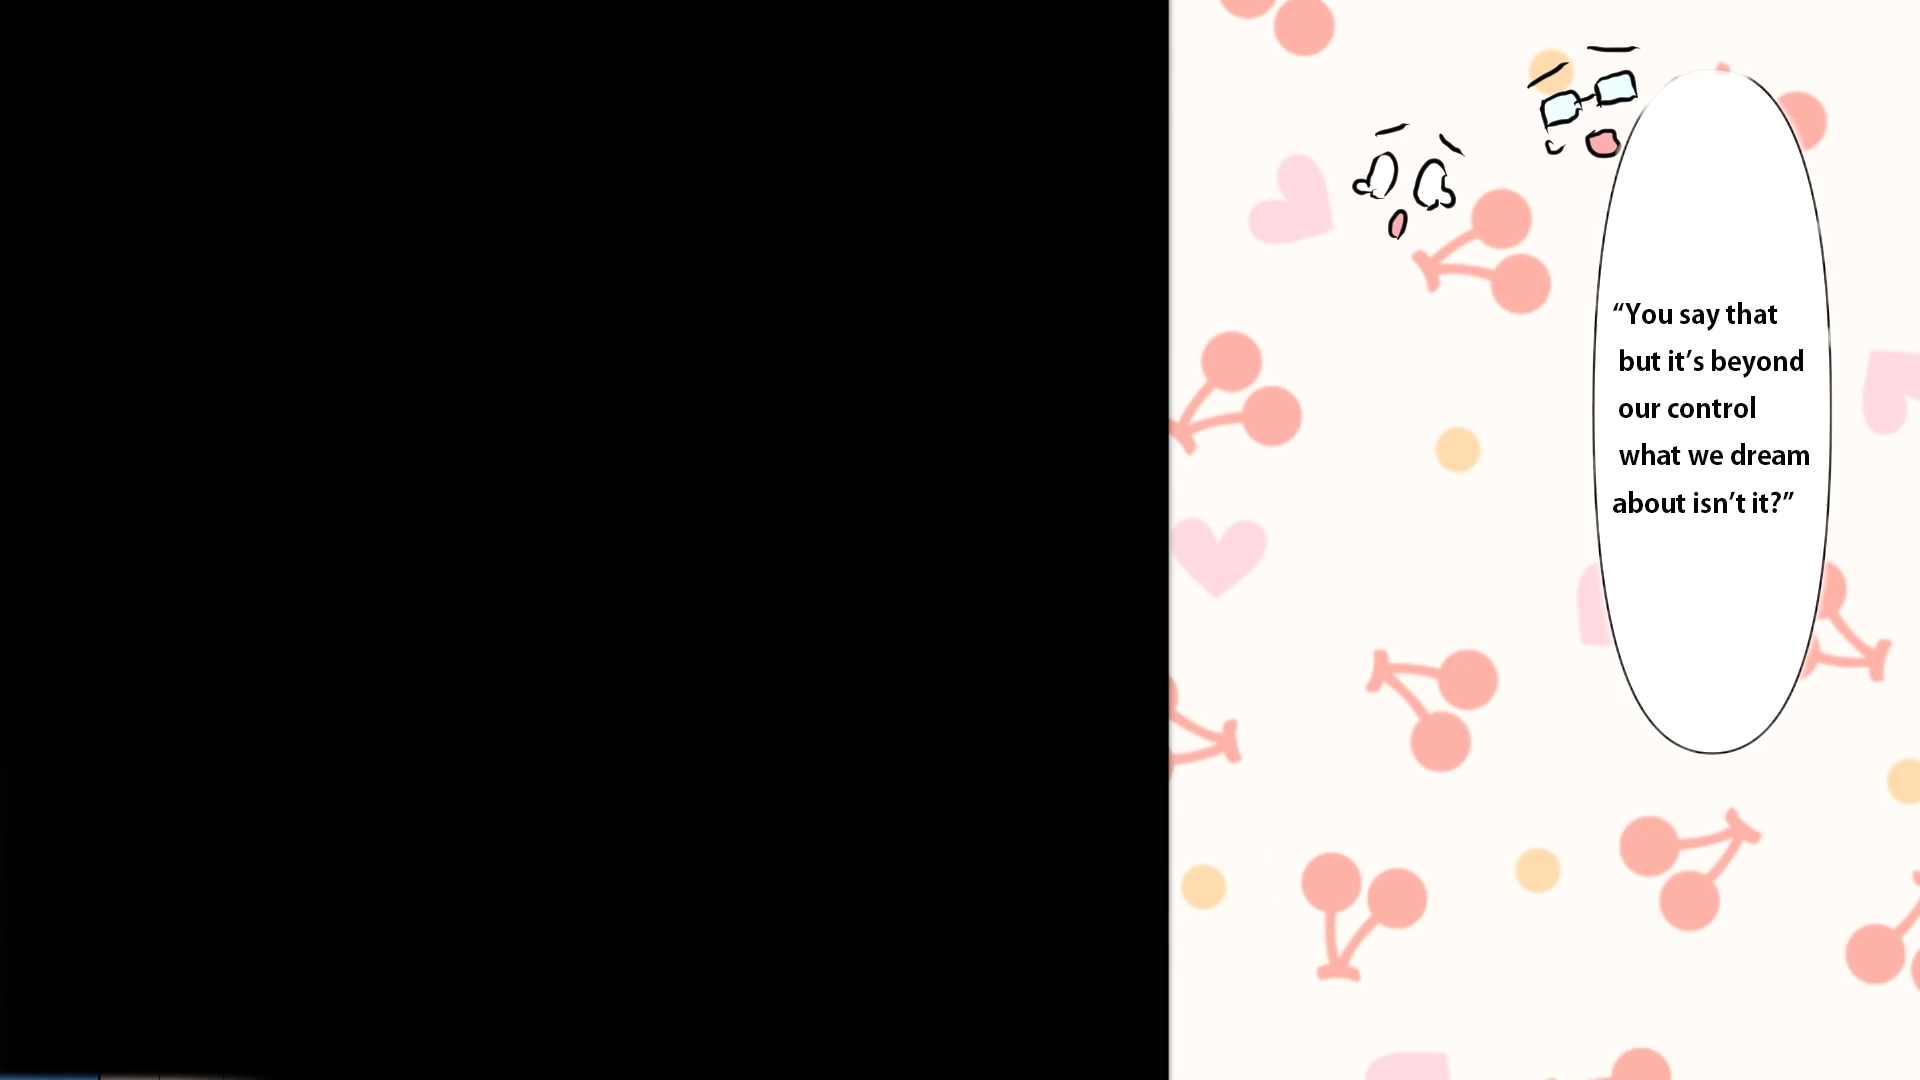 “You say that
but it’s beyond
our control
what we dream
about isn’t it?”